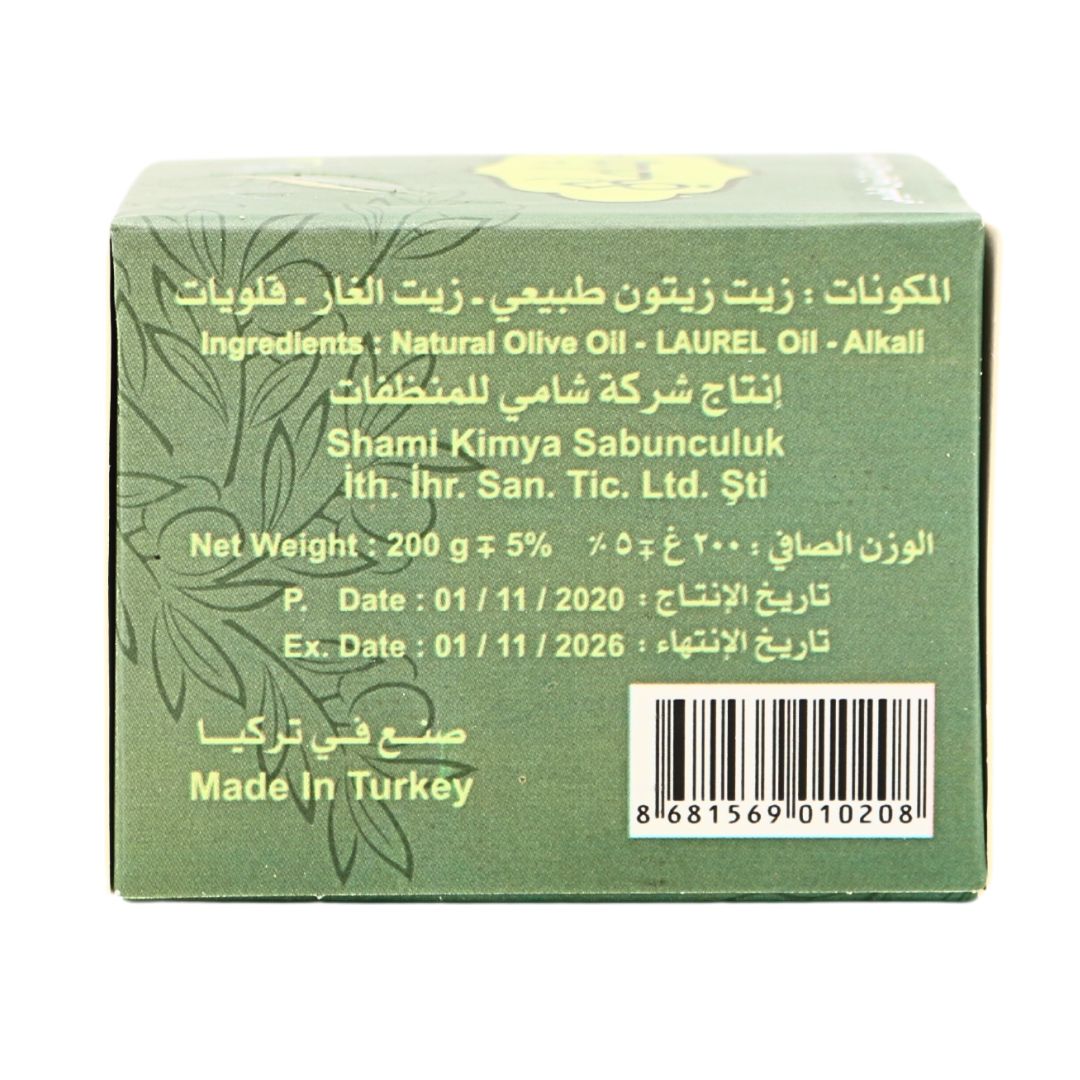 المكونات : زيت زيتون طبيعي - زيت الغار - قلويات
Ingredients : Natural Olive Oil - LAUREL Oil - Alkali
إنتاج شركة شامي للمنظفات
Shami Kimya Sabunculuk
İth. İhr. San. Tic. Ltd. Şti
Net Weight : 200 g ∓ 5% الوزن الصافي : ٢٠٠ غ ∓ ٥ ٪
P. Date : 01 / 11 / 2020 : تاريخ الإنتاج
Ex. Date : 01 / 11 / 2026 : تاريخ الإنتهاء
صنع في تركيا
Made In Turkey
8 681569 010208